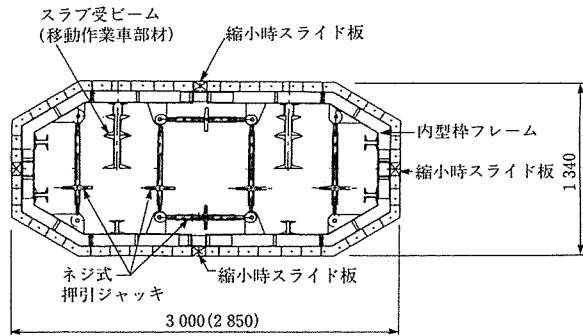 スラブ受ビーム
(移動作業車部材)
縮小時スライド板
内型枠フレーム
縮小時スライド板
1 340
ネジ式
押引ジャッキ
縮小時スライド板
3 000(2 850)